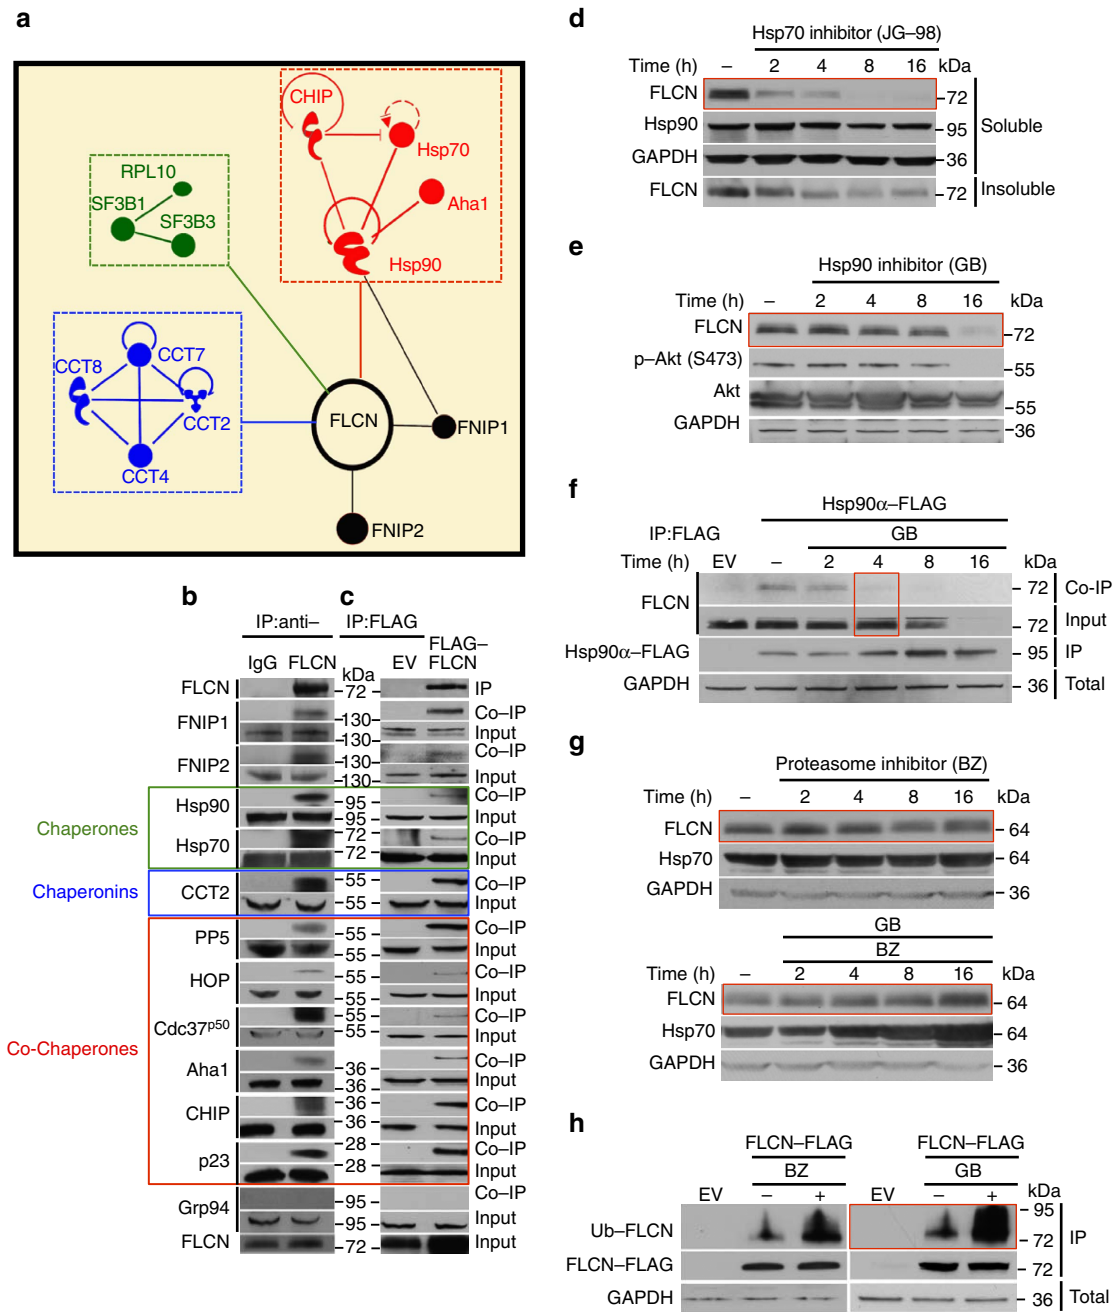 a
CHIP
Hsp70
Aha1
Hsp90
RPL10
SF3B1
SF3B3
CCT7
CCT8
CCT2
CCT4
FLCN
FNIP1
FNIP2
b
c
IP:anti–
IP:FLAG
IgG FLCN
kDa
EV
FLAG–
FLCN
FLCN
72
IP
FNIP1
130
Co–IP
130
Input
FNIP2
130
Co–IP
130
Input
Chaperones
Hsp90
95
Co–IP
95
Input
Hsp70
72
Co–IP
72
Input
Chaperonins
CCT2
55
Co–IP
55
Input
Co-Chaperones
PP5
55
Co–IP
55
Input
HOP
55
Co–IP
55
Input
Cdc37p50
55
Co–IP
55
Input
Aha1
36
Co–IP
36
Input
CHIP
36
Co–IP
36
Input
p23
28
Co–IP
28
Input
Grp94
95
Co–IP
95
Input
FLCN
72
Input
d
Hsp70 inhibitor (JG–98)
Time (h) – 2 4 8 16 kDa
FLCN
72
Hsp90
95
Soluble
GAPDH
36
FLCN
72
Insoluble
e
Hsp90 inhibitor (GB)
Time (h) – 2 4 8 16 kDa
FLCN
72
p–Akt (S473)
55
Akt
55
GAPDH
36
f
Hsp90α–FLAG
IP:FLAG
GB
Time (h) EV – 2 4 8 16 kDa
FLCN
72
Co-IP
72
Input
Hsp90α–FLAG
95
IP
GAPDH
36
Total
g
Proteasome inhibitor (BZ)
Time (h) – 2 4 8 16 kDa
FLCN
64
Hsp70
64
GAPDH
36
GB
BZ
Time (h) – 2 4 8 16 kDa
FLCN
64
Hsp70
64
GAPDH
36
h
FLCN–FLAG FLCN–FLAG
BZ GB
EV – + EV – + kDa
95
Ub–FLCN
72
IP
FLCN–FLAG
72
GAPDH
36
Total